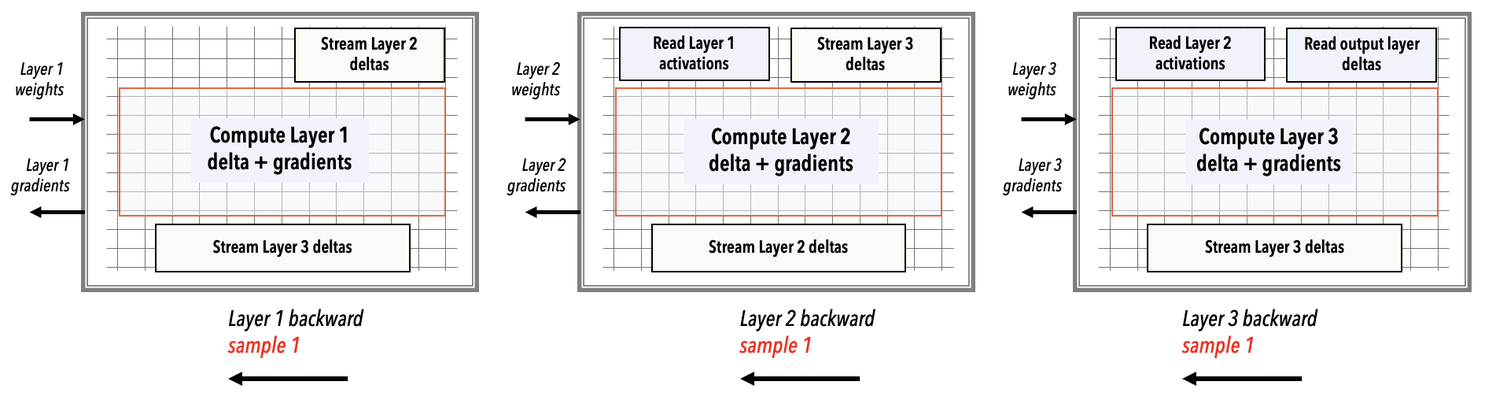 Layer 1
weights
Layer 1
gradients
Stream Layer 2
deltas
Compute Layer 1
delta + gradients
Stream Layer 3 deltas
Layer 1 backward
sample 1
Layer 2
weights
Layer 2
gradients
Read Layer 1
activations
Stream Layer 3
deltas
Compute Layer 2
delta + gradients
Stream Layer 2 deltas
Layer 2 backward
sample 1
Layer 3
weights
Layer 3
gradients
Read Layer 2
activations
Read output layer
deltas
Compute Layer 3
delta + gradients
Stream Layer 3 deltas
Layer 3 backward
sample 1